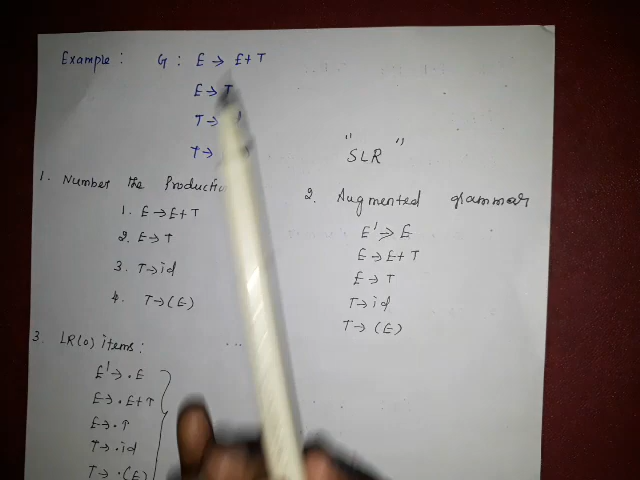 Example : G : E → E+T
E → T
T →
T →
"SLR"
1. Number the Producti
1. E → E+T
2. E → T
3. T → id
4. T → (E)
2. Augmented grammar
E' → E
E → E+T
E → T
T → id
T → (E)
3. LR(0) items: ...
E' → .E
E → .E+T
E → .T
T → .id
T → .(E)